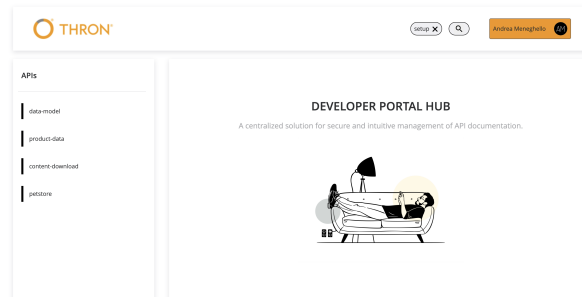 THRON
setup
Andrea Meneghello
AM
APIs
data-model
product-data
content-download
petstore
DEVELOPER PORTAL HUB
A centralized solution for secure and intuitive management of API documentation.